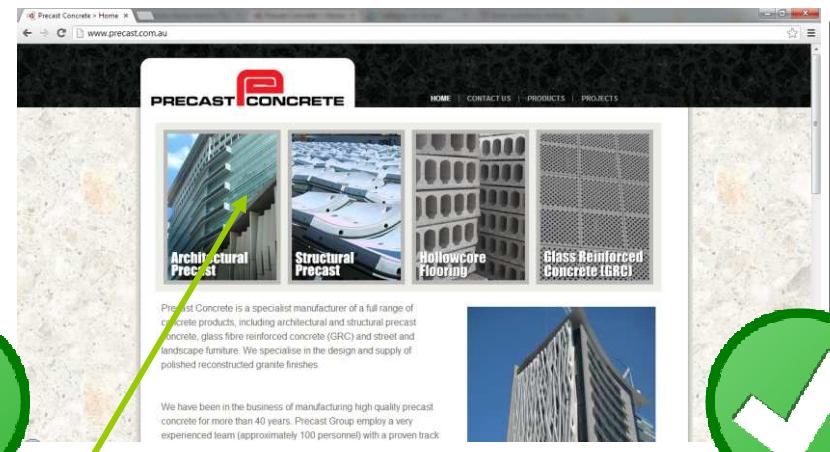 Precast Concrete > Home ×
www.precast.com.au
PRECAST CONCRETE
HOME | CONTACT US | PRODUCTS | PROJECTS
Architectural
Precast
Structural
Precast
Hollowcore
Flooring
Glass Reinforced
Concrete (GRC)
Precast Concrete is a specialist manufacturer of a full range of
concrete products, including architectural and structural precast
concrete, glass fibre reinforced concrete (GRC) and street and
landscape furniture. We specialise in the design and supply of
polished reconstructed granite finishes.
We have been in the business of manufacturing high quality precast
concrete for more than 40 years. Precast Group employ a very
experienced team (approximately 100 personnel) with a proven track